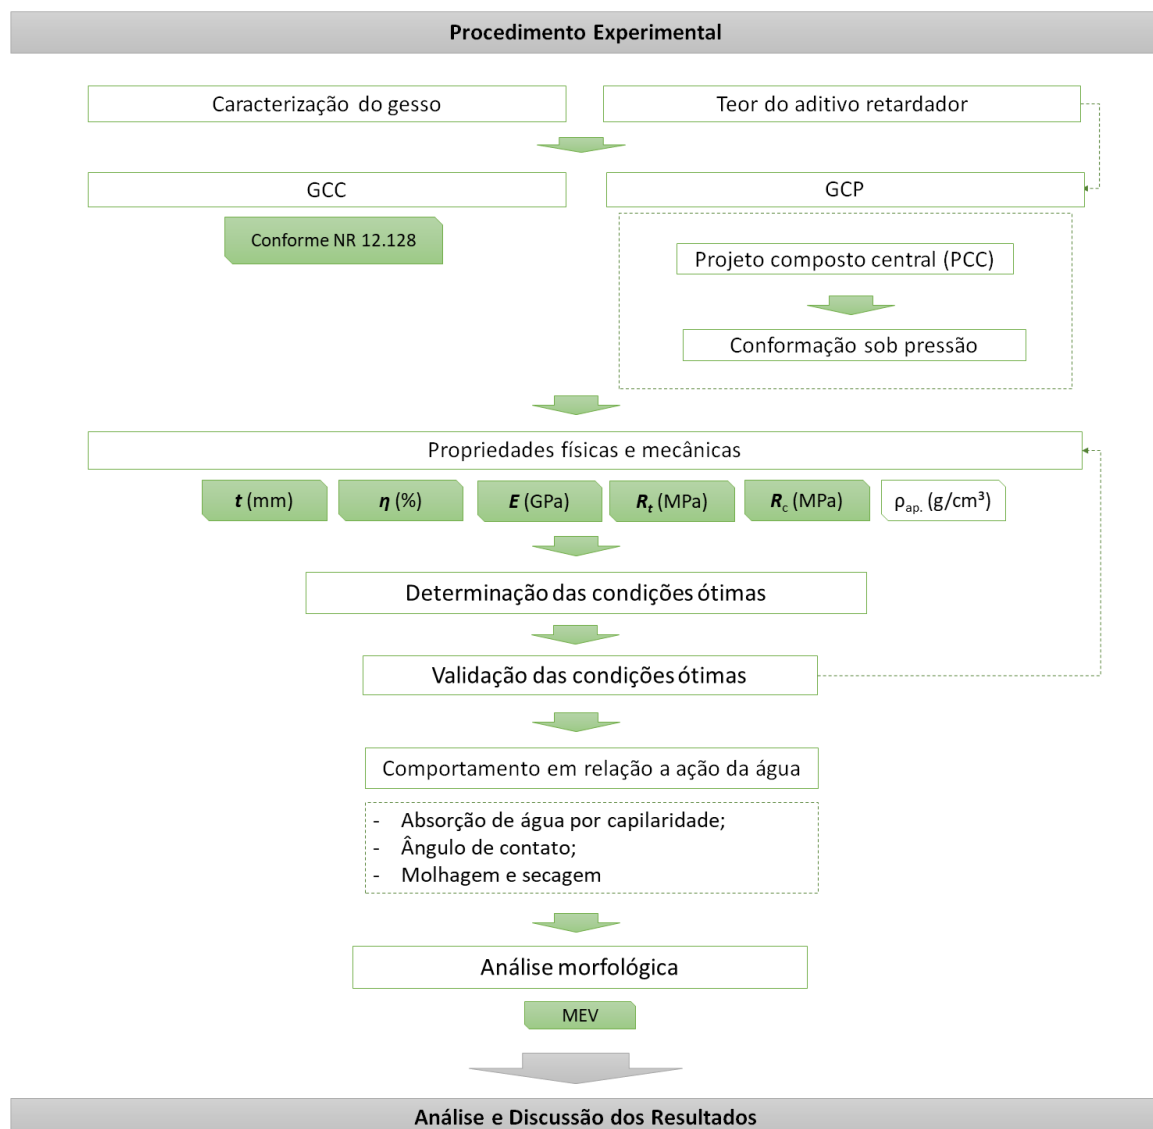 Procedimento Experimental
Caracterização do gesso
Teor do aditivo retardador
GCC
GCP
Conforme NR 12.128
Projeto composto central (PCC)
Conformação sob pressão
Propriedades físicas e mecânicas
t (mm)
η (%)
E (GPa)
Rt (MPa)
Rc (MPa)
ρap. (g/cm³)
Determinação das condições ótimas
Validação das condições ótimas
Comportamento em relação a ação da água
- Absorção de água por capilaridade;
- Ângulo de contato;
- Molhagem e secagem
Análise morfológica
MEV
Análise e Discussão dos Resultados